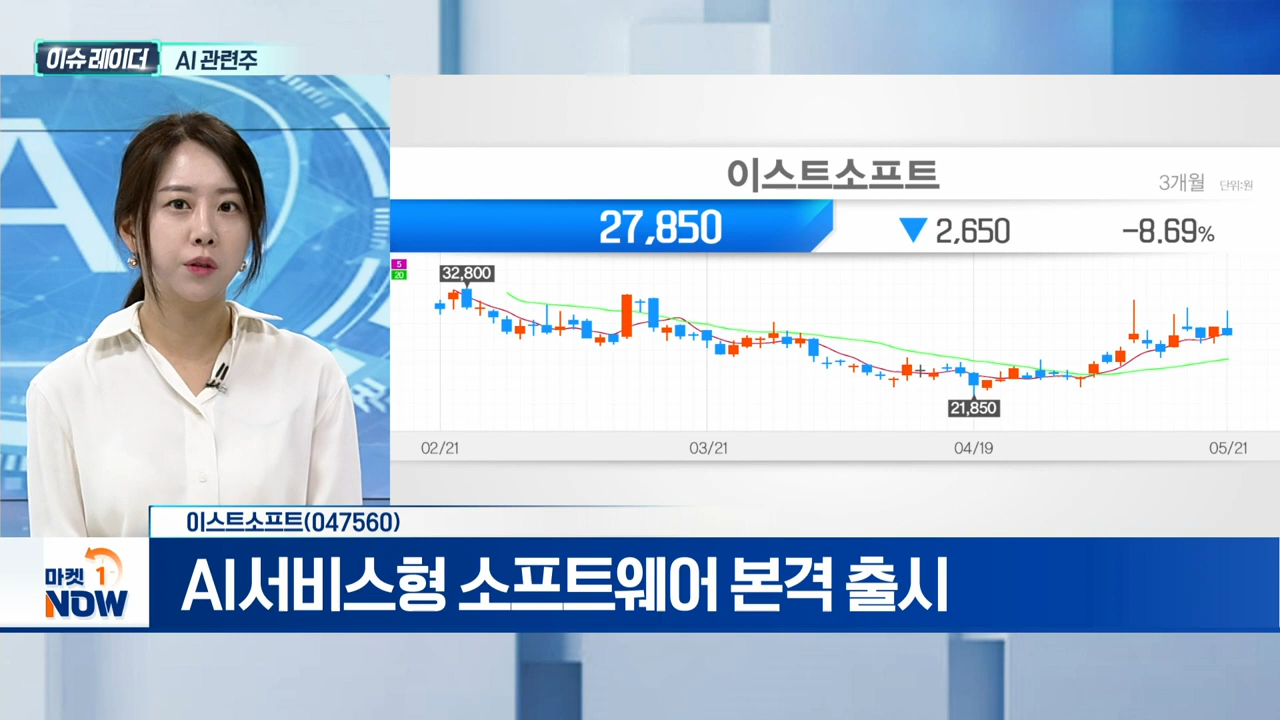 이슈 레이더 AI 관련주
A
이스트소프트
3개월 단위:원
27,850 ▼ 2,650 -8.69%
5
20
32,800
21,850
02/21 03/21 04/19 05/21
이스트소프트(047560)
마켓 1
NOW
AI서비스형 소프트웨어 본격 출시